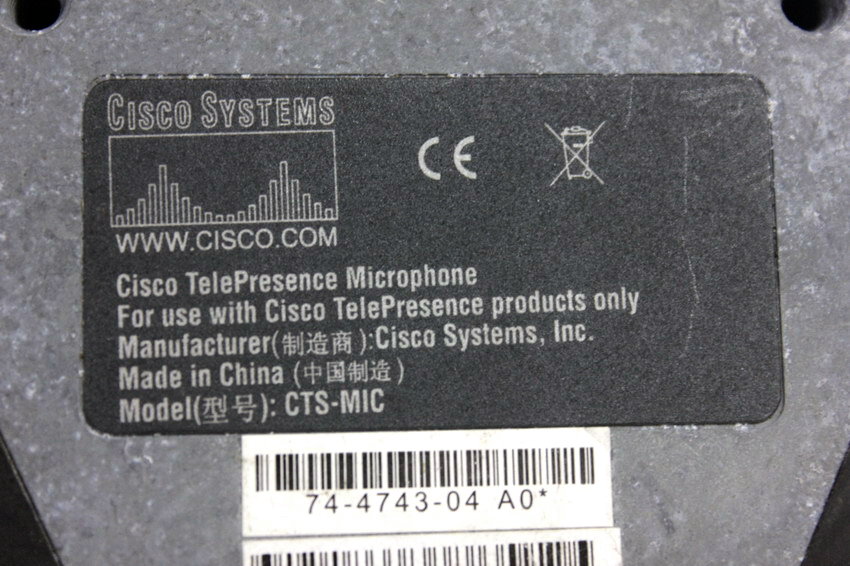 CISCO SYSTEMS
WWW.CISCO.COM
CE
Cisco TelePresence Microphone
For use with Cisco TelePresence products only
Manufacturer(制造商):Cisco Systems, Inc.
Made in China (中国制造)
Model(型号): CTS-MIC
74-4743-04 A0*